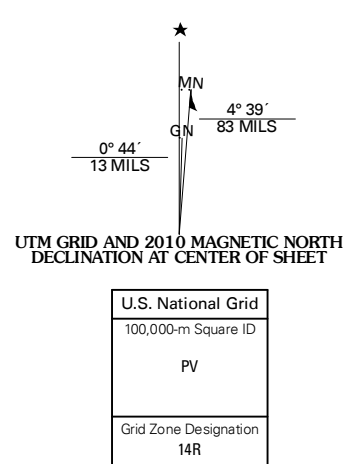 MN
4° 39´
83 MILS
GN
0° 44´
13 MILS
UTM GRID AND 2010 MAGNETIC NORTH
DECLINATION AT CENTER OF SHEET
U.S. National Grid
100,000-m Square ID
PV
Grid Zone Designation
14R